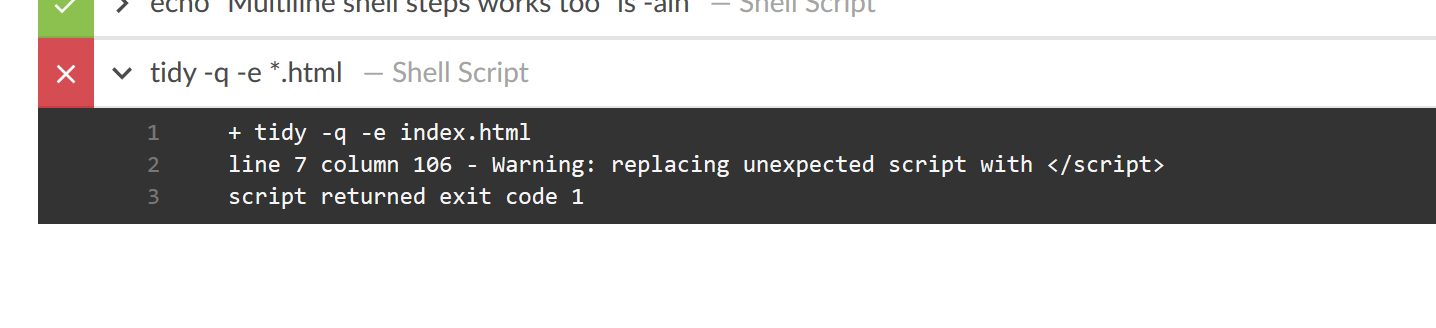 echo "Multiline shell steps works too" ls -alh — Shell Script
tidy -q -e *.html — Shell Script
1 + tidy -q -e index.html
2 line 7 column 106 - Warning: replacing unexpected script with </script>
3 script returned exit code 1